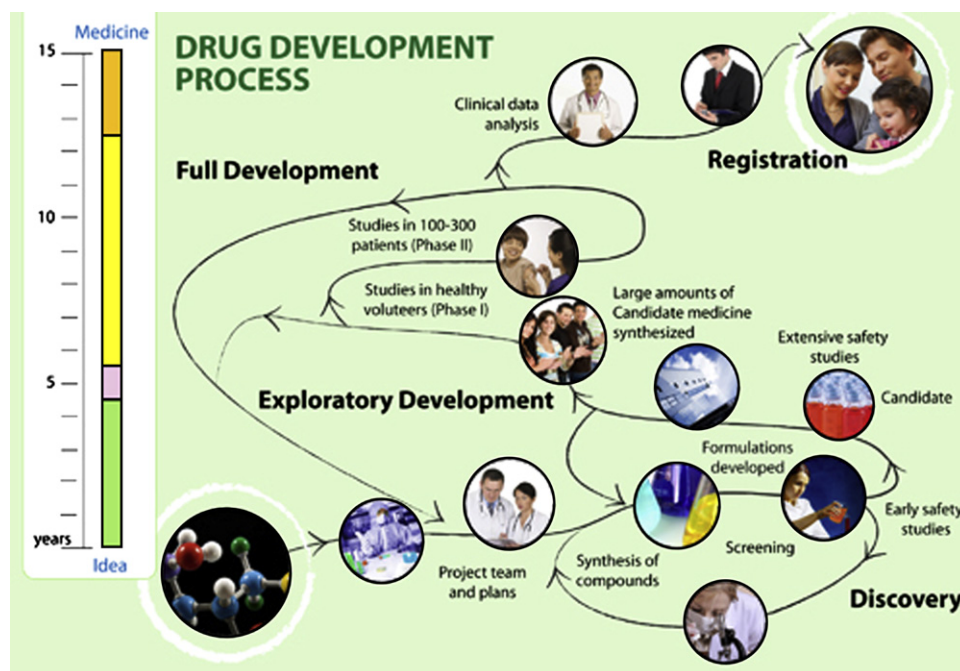 Medicine
15
10
5
years
Idea
DRUG DEVELOPMENT
PROCESS
Clinical data
analysis
Registration
Full Development
Studies in 100-300
patients (Phase II)
Studies in healthy
voluteers (Phase I)
Large amounts of
Candidate medicine
synthesized
Extensive safety
studies
Candidate
Exploratory Development
Formulations
developed
Early safety
studies
Screening
Synthesis of
compounds
Project team
and plans
Discovery